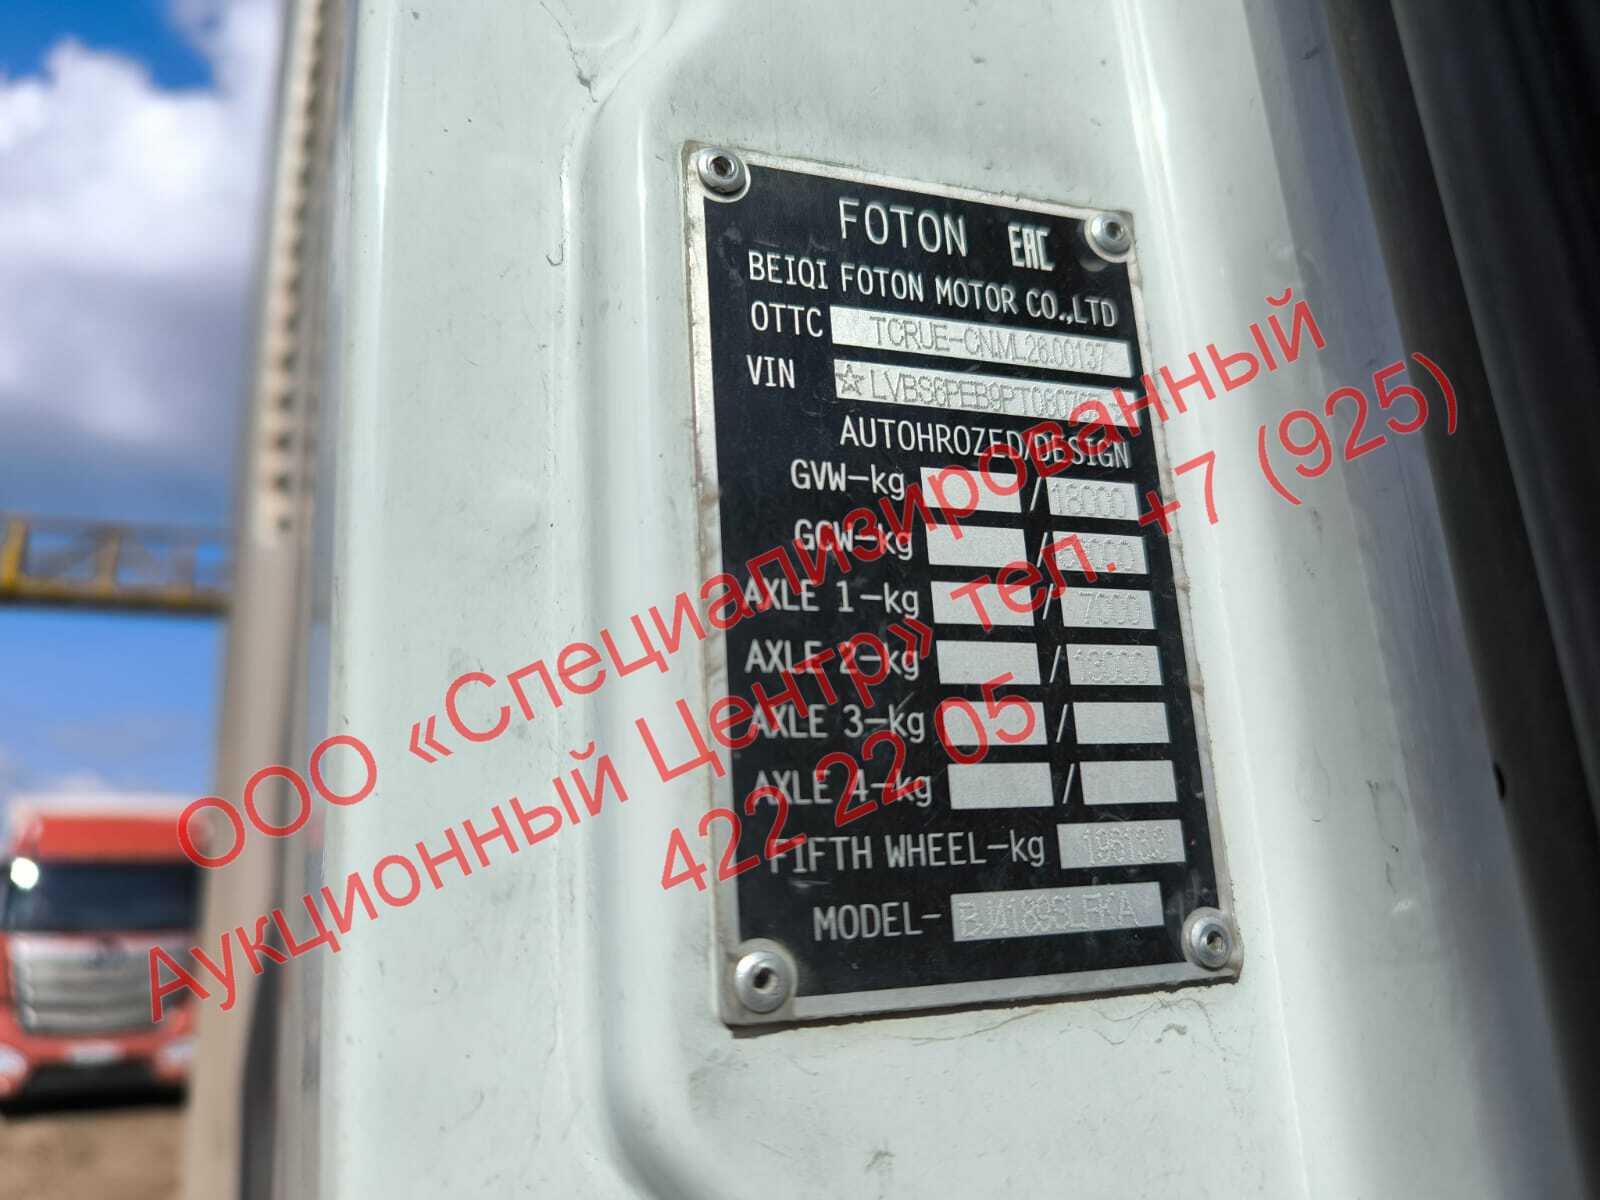 FOTON EAC
BEIQI FOTON MOTOR CO.,LTD
OTTC TCRUE-CN.ML26.00137
VIN
AUTOHROZED/DESIGN
GVW-kg / 18000
GCW-kg /
AXLE 1-kg / 7000
AXLE 2-kg / 13000
AXLE 3-kg /
AXLE 4-kg /
FIFTH WHEEL-kg
MODEL-
ООО «Специализированный
Аукционный Центр» тел. +7 (925)
422 22 05